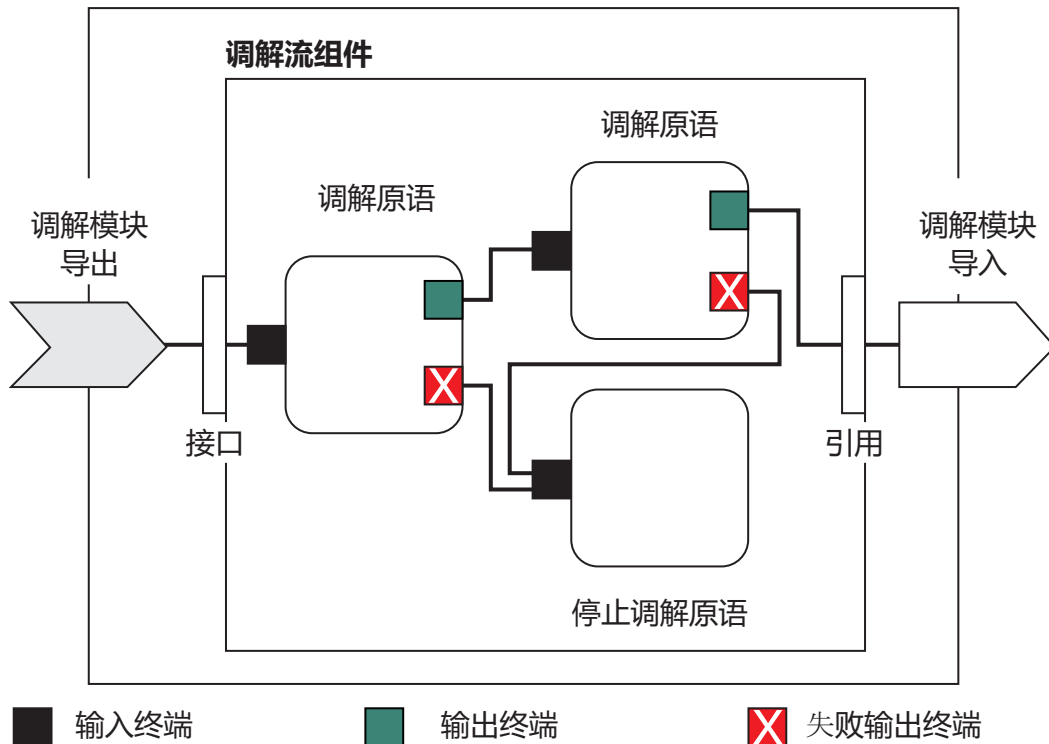 调解流组件
调解原语
调解原语
调解模块
导出
调解模块
导入
接口
引用
停止调解原语
输入终端
输出终端
X 失败输出终端
X
X